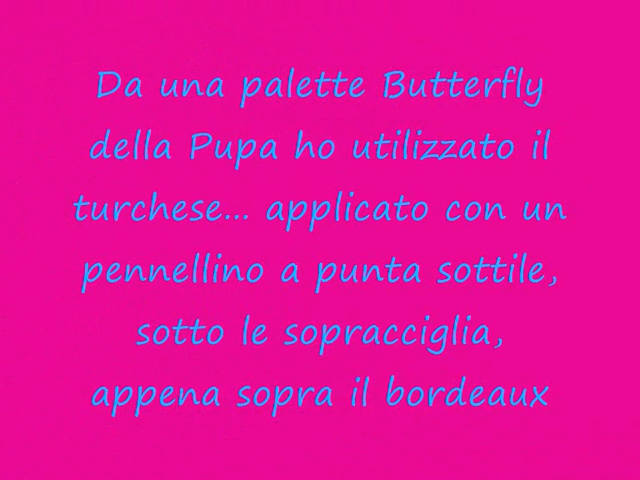 Da una palette Butterfly
della Pupa ho utilizzato il
turchese... applicato con un
pennellino a punta sottile,
sotto le sopracciglia,
appena sopra il bordeaux